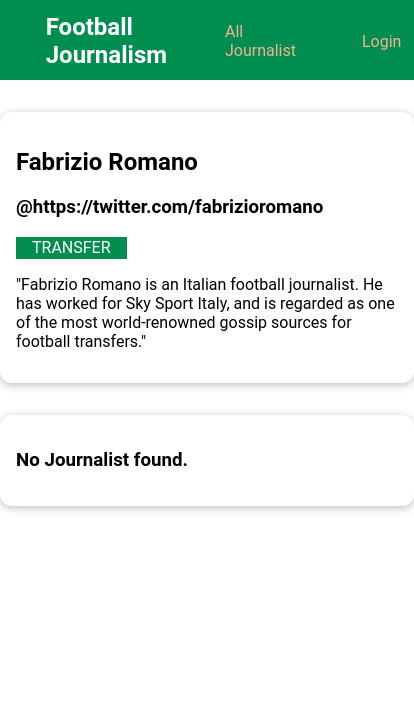 Football
Journalism
All
Journalist
Login
Fabrizio Romano
@https://twitter.com/fabrizioromano
TRANSFER
"Fabrizio Romano is an Italian football journalist. He
has worked for Sky Sport Italy, and is regarded as one
of the most world-renowned gossip sources for
football transfers."
No Journalist found.